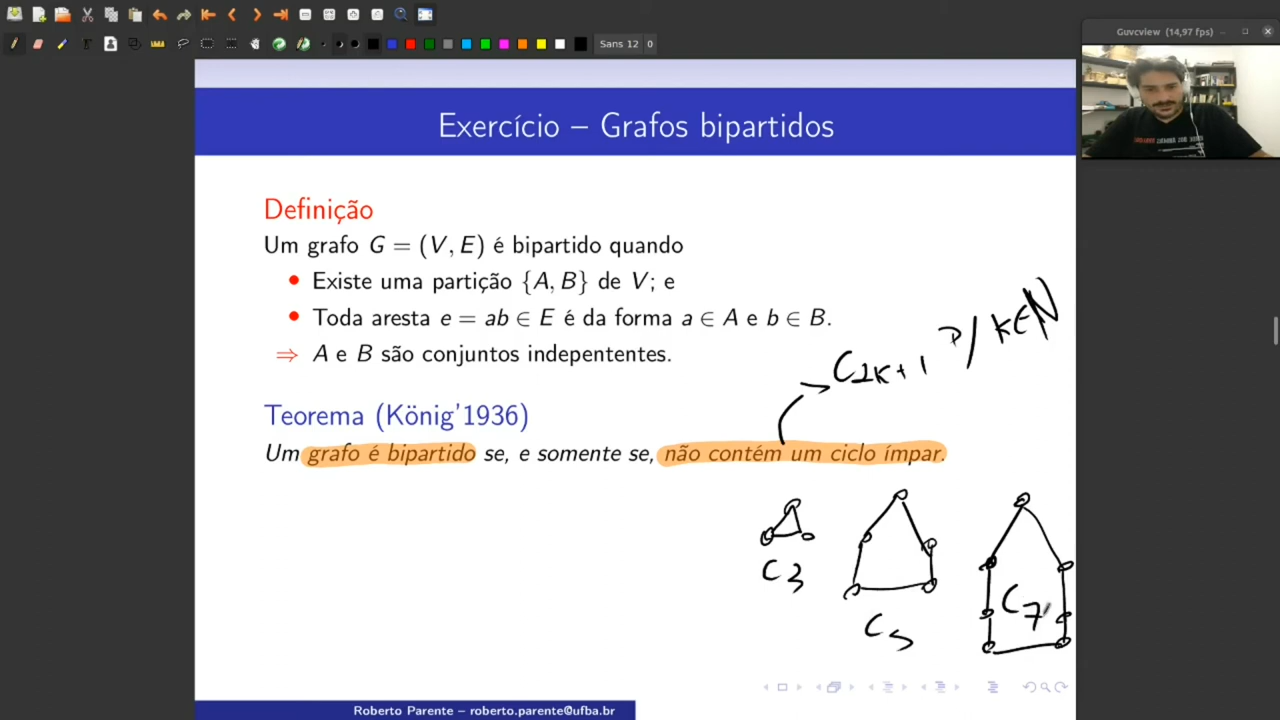 Sans 12 0
Guvcview (14,97 fps)
Exercício – Grafos bipartidos
Definição
Um grafo G = (V, E) é bipartido quando
• Existe uma partição {A, B} de V; e
• Toda aresta e = ab ∈ E é da forma a ∈ A e b ∈ B.
⇒ A e B são conjuntos indepententes.
C2K+1 P/ K∈N
Teorema (König'1936)
Um grafo é bipartido se, e somente se, não contém um ciclo ímpar.
C3
C5
C7
Roberto Parente – roberto.parente@ufba.br